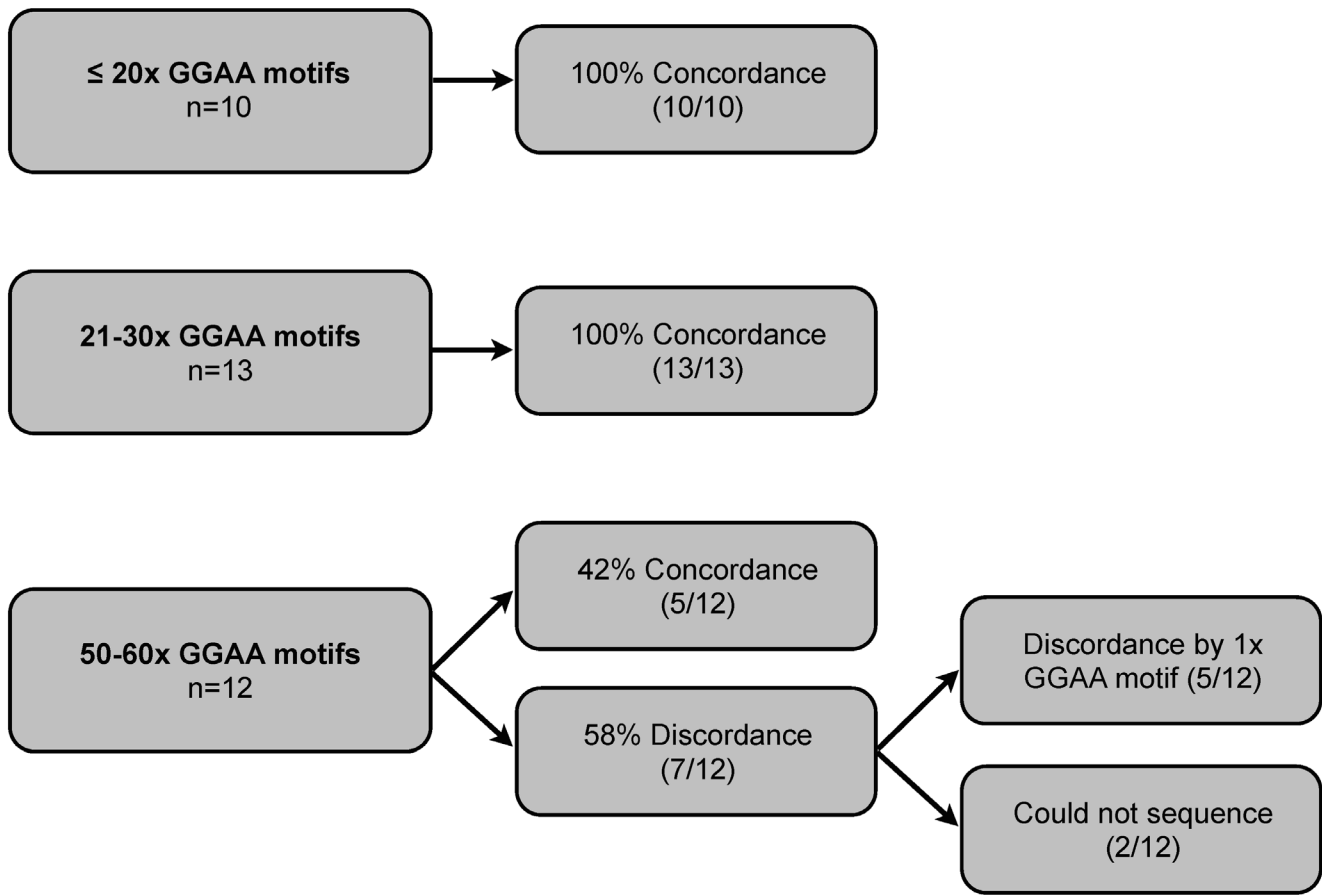 ≤ 20x GGAA motifs
n=10
100% Concordance
(10/10)
21-30x GGAA motifs
n=13
100% Concordance
(13/13)
50-60x GGAA motifs
n=12
42% Concordance
(5/12)
58% Discordance
(7/12)
Discordance by 1x
GGAA motif (5/12)
Could not sequence
(2/12)